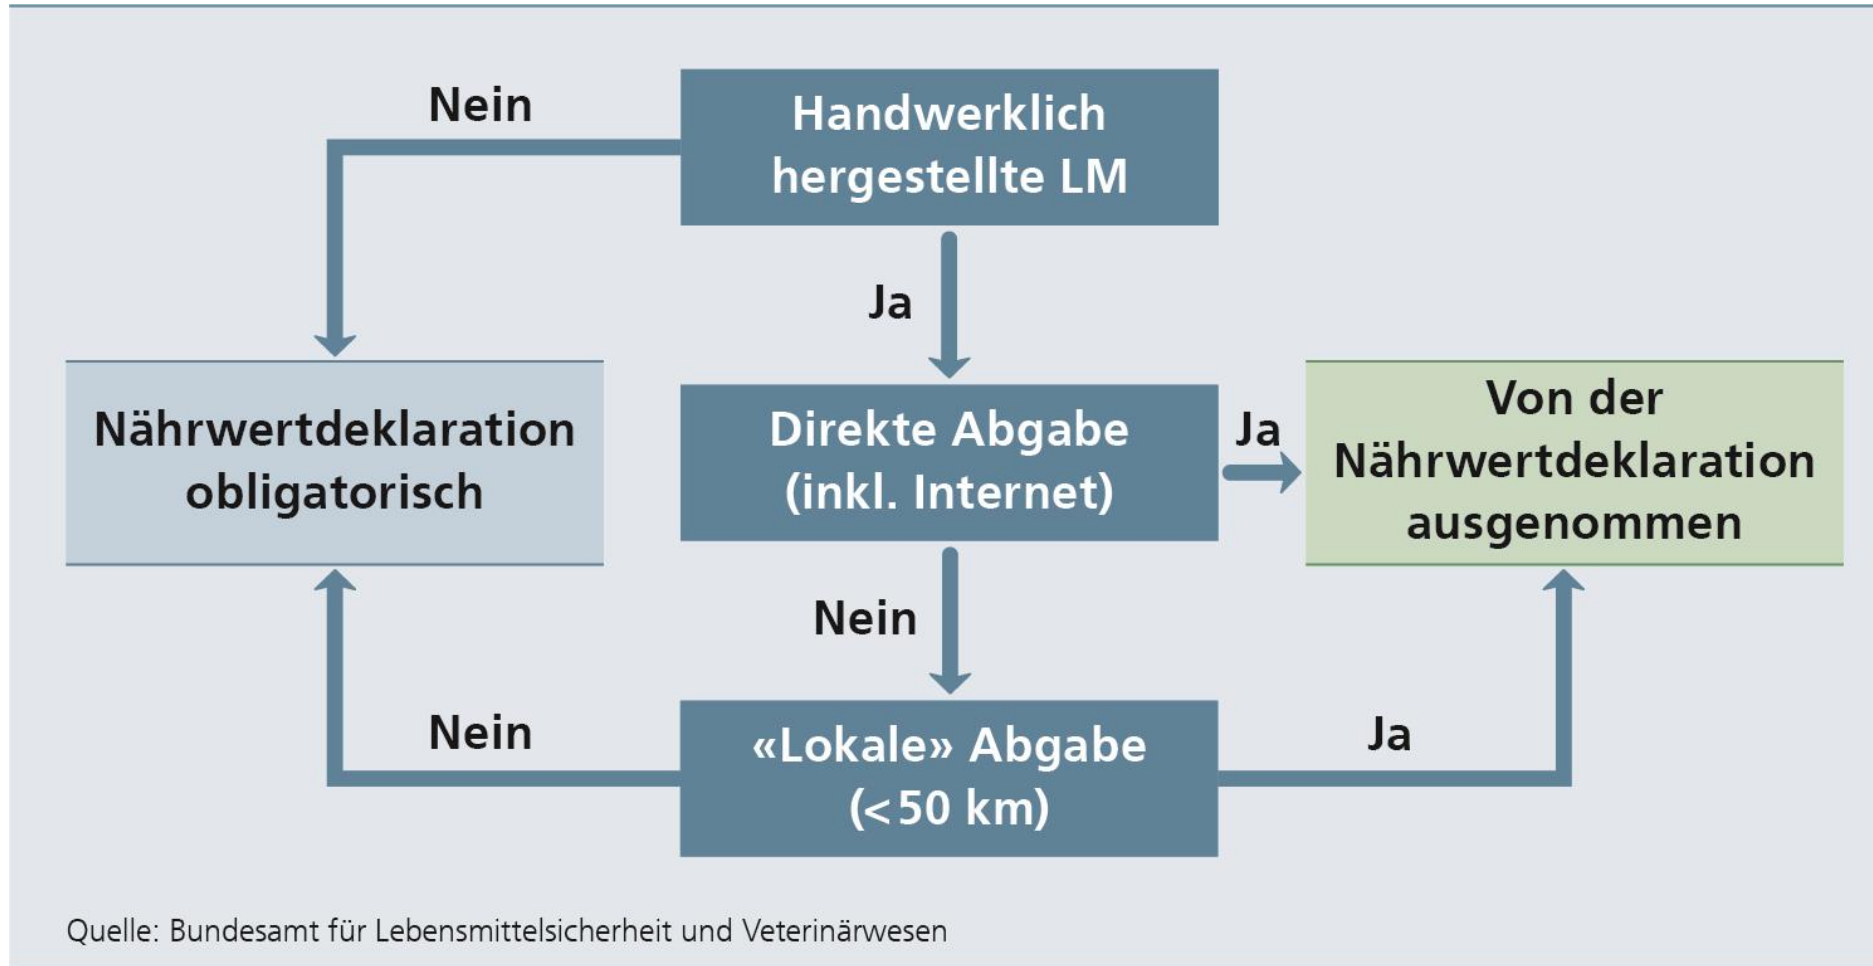 Nein
Handwerklich
hergestellte LM
Ja
Nährwertdeklaration
obligatorisch
Direkte Abgabe
(inkl. Internet)
Ja
Von der
Nährwertdeklaration
ausgenommen
Nein
Nein
«Lokale» Abgabe
(<50 km)
Ja
Quelle: Bundesamt für Lebensmittelsicherheit und Veterinärwesen